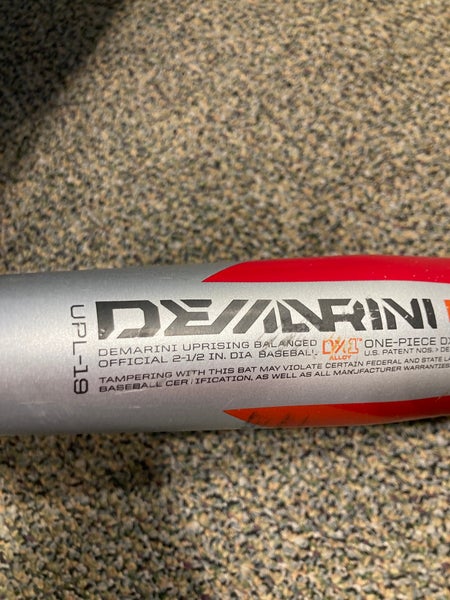 DEMARINI
DEMARINI UPRISING BALANCED
OFFICIAL 2-1/2 IN. DIA BASEBALL
DX1
ALLOY
ONE-PIECE
U.S. PATENT NOS. > DE
TAMPERING WITH THIS BAT MAY VIOLATE CERTAIN FEDERAL AND STATE LA
BASEBALL CER IFICATION, AS WELL AS ALL MANUFACTURER WARRANTIES
UPL-19